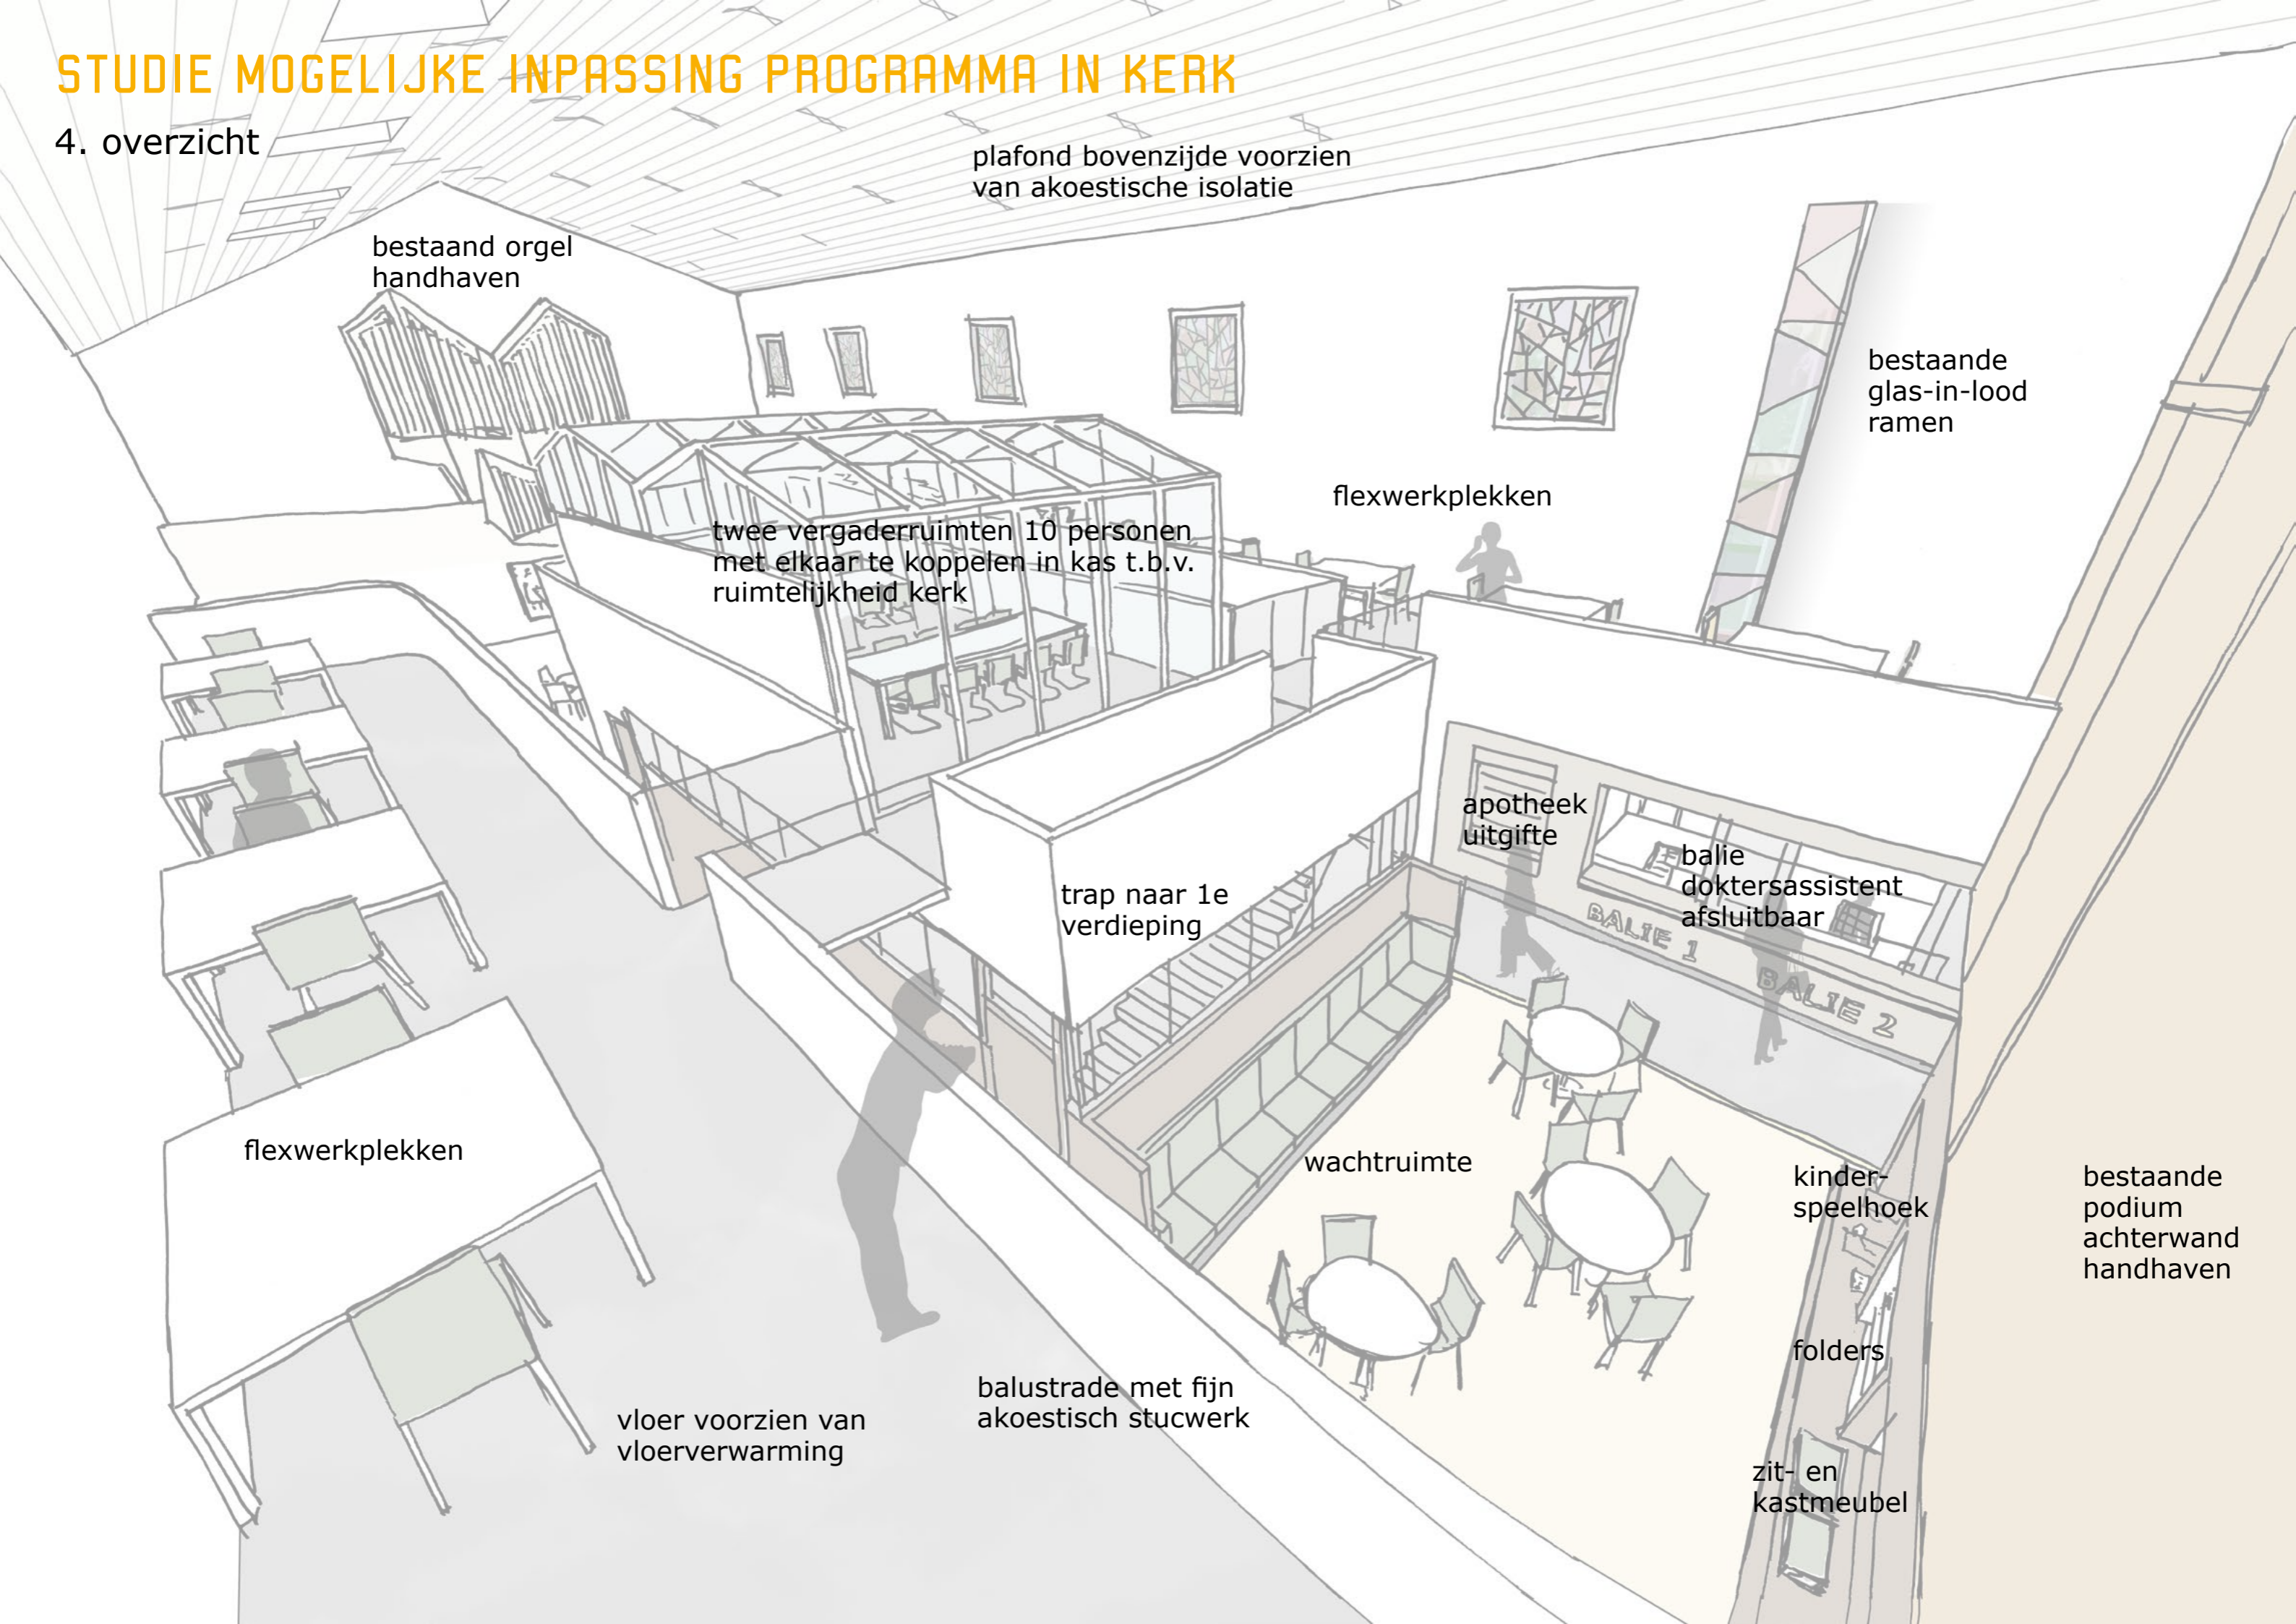 STUDIE MOGELIJKE INPASSING PROGRAMMA IN KERK
4. overzicht
plafond bovenzijde voorzien
van akoestische isolatie
bestaand orgel
handhaven
bestaande
glas-in-lood
ramen
flexwerkplekken
twee vergaderruimten 10 personen
met elkaar te koppelen in kas t.b.v.
ruimtelijkheid kerk
apotheek
uitgifte
balie
doktersassistent
afsluitbaar
trap naar 1e
verdieping
BALIE 1
BALIE 2
flexwerkplekken
wachtruimte
kinder-
speelhoek
bestaande
podium
achterwand
handhaven
folders
balustrade met fijn
akoestisch stucwerk
vloer voorzien van
vloerverwarming
zit- en
kastmeubel